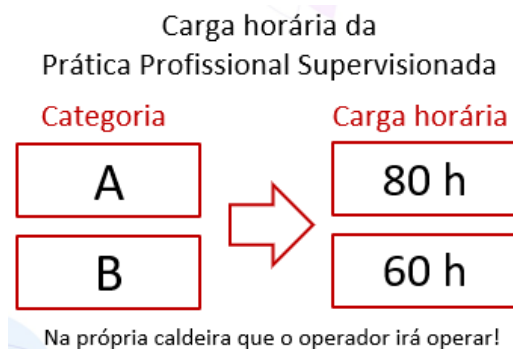 Carga horária da
Prática Profissional Supervisionada
Categoria Carga horária
A 80 h
B 60 h
Na própria caldeira que o operador irá operar!